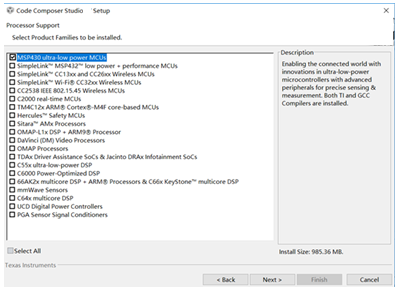 Code Composer Studio Setup
Processor Support
Select Product Families to be installed.
MSP430 ultra-low power MCUs
SimpleLink™ MSP432™ low power + performance MCUs
SimpleLink™ CC13xx and CC26xx Wireless MCUs
SimpleLink™ Wi-Fi® CC32xx Wireless MCUs
CC2538 IEEE 802.15.45 Wireless MCUs
C2000 real-time MCUs
TM4C12x ARM® Cortex®-M4F core-based MCUs
Hercules™ Safety MCUs
Sitara™ AMx Processors
OMAP-L1x DSP + ARM9® Processor
DaVinci (DM) Video Processors
OMAP Processors
TDAx Driver Assistance SoCs & Jacinto DRAx Infotainment SoCs
C55x ultra-low-power DSP
C6000 Power-Optimized DSP
66AK2x multicore DSP + ARM® Processors & C66x KeyStone™ multicore DSP
mmWave Sensors
C64x multicore DSP
UCD Digital Power Controllers
PGA Sensor Signal Conditioners
Description
Enabling the connected world with
innovations in ultra-low-power
microcontrollers with advanced
peripherals for precise sensing &
measurement. Both TI and GCC
Compilers are installed.
Select All
Install Size: 985.36 MB.
Texas Instruments
< Back
Next >
Finish
Cancel